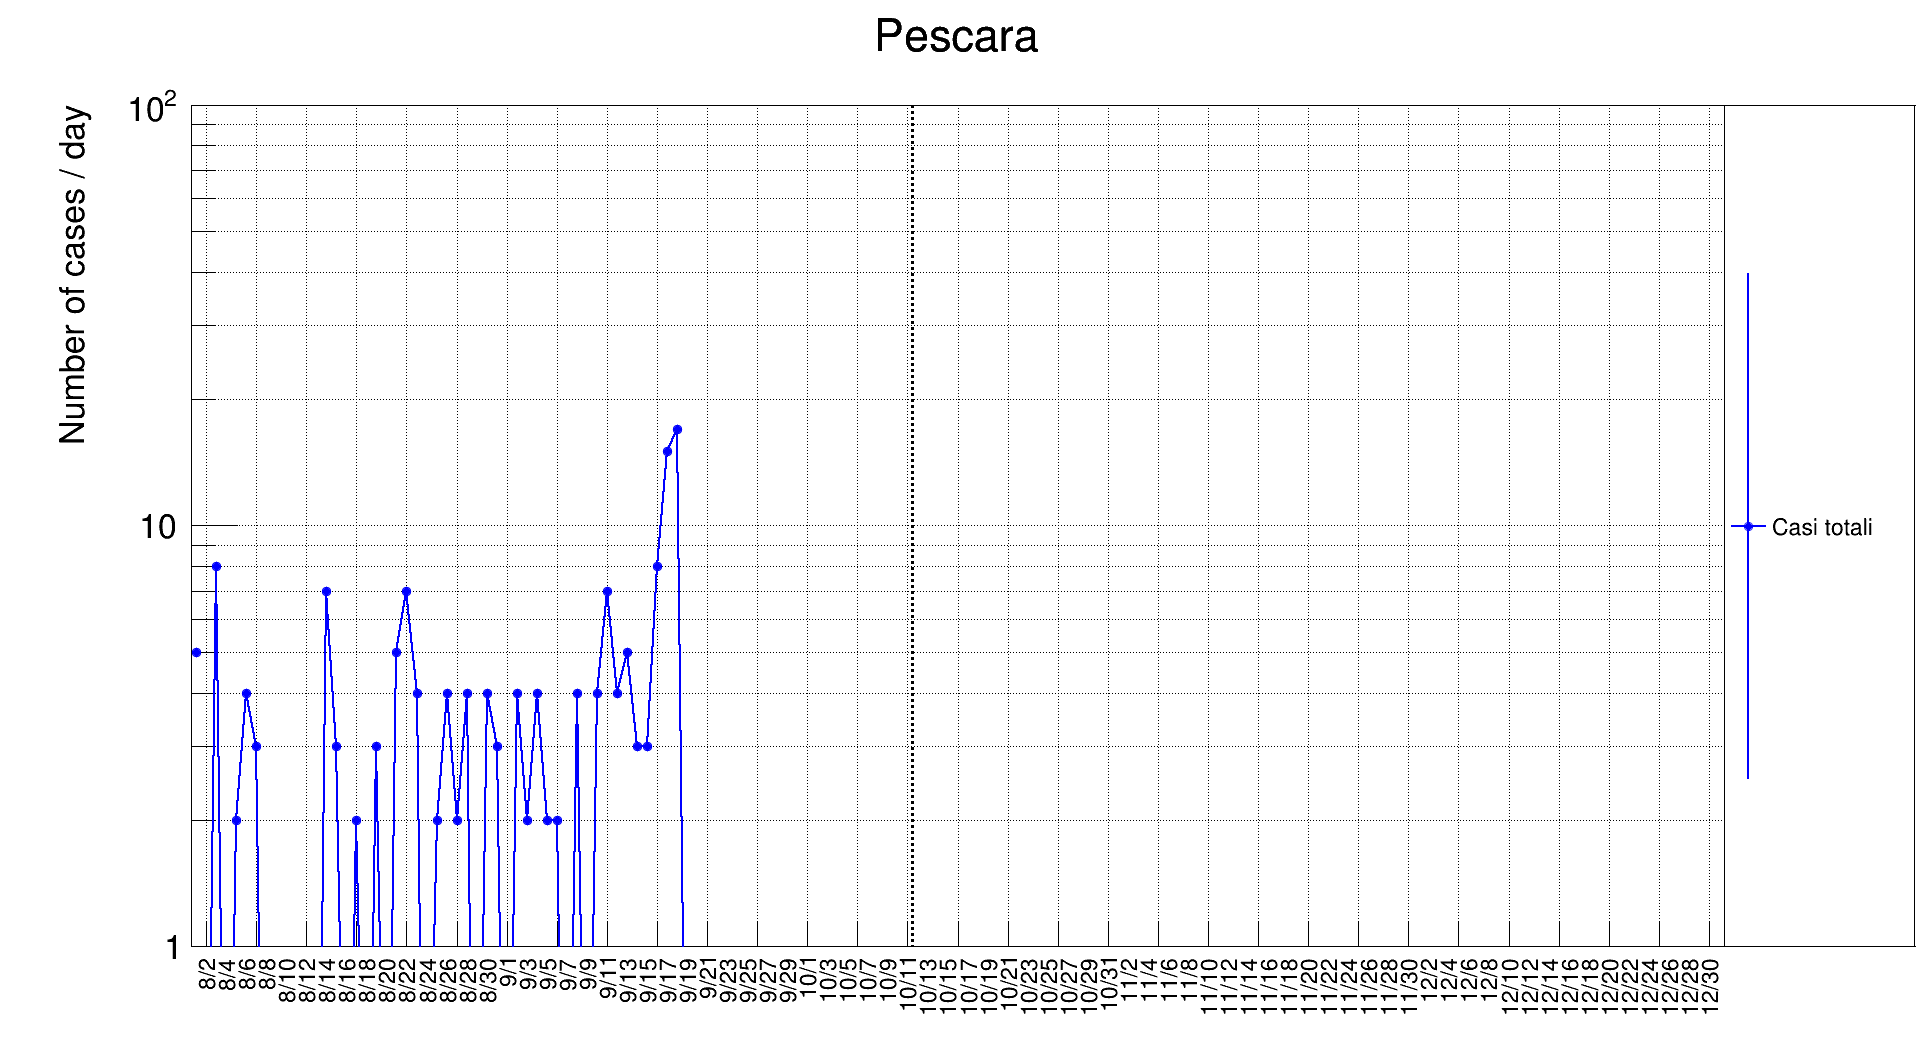 Pescara
Number of cases / day
10²
10
1
8/2 8/4 8/6 8/8 8/10 8/12 8/14 8/16 8/18 8/20 8/22 8/24 8/26 8/28 8/30 9/1 9/3 9/5 9/7 9/9 9/11 9/13 9/15 9/17 9/19 9/21 9/23 9/25 9/27 9/29 10/1 10/3 10/5 10/7 10/9 10/11 10/13 10/15 10/17 10/19 10/21 10/23 10/25 10/27 10/29 10/31 11/2 11/4 11/6 11/8 11/10 11/12 11/14 11/16 11/18 11/20 11/22 11/24 11/26 11/28 11/30 12/2 12/4 12/6 12/8 12/10 12/12 12/14 12/16 12/18 12/20 12/22 12/24 12/26 12/28 12/30
Casi totali